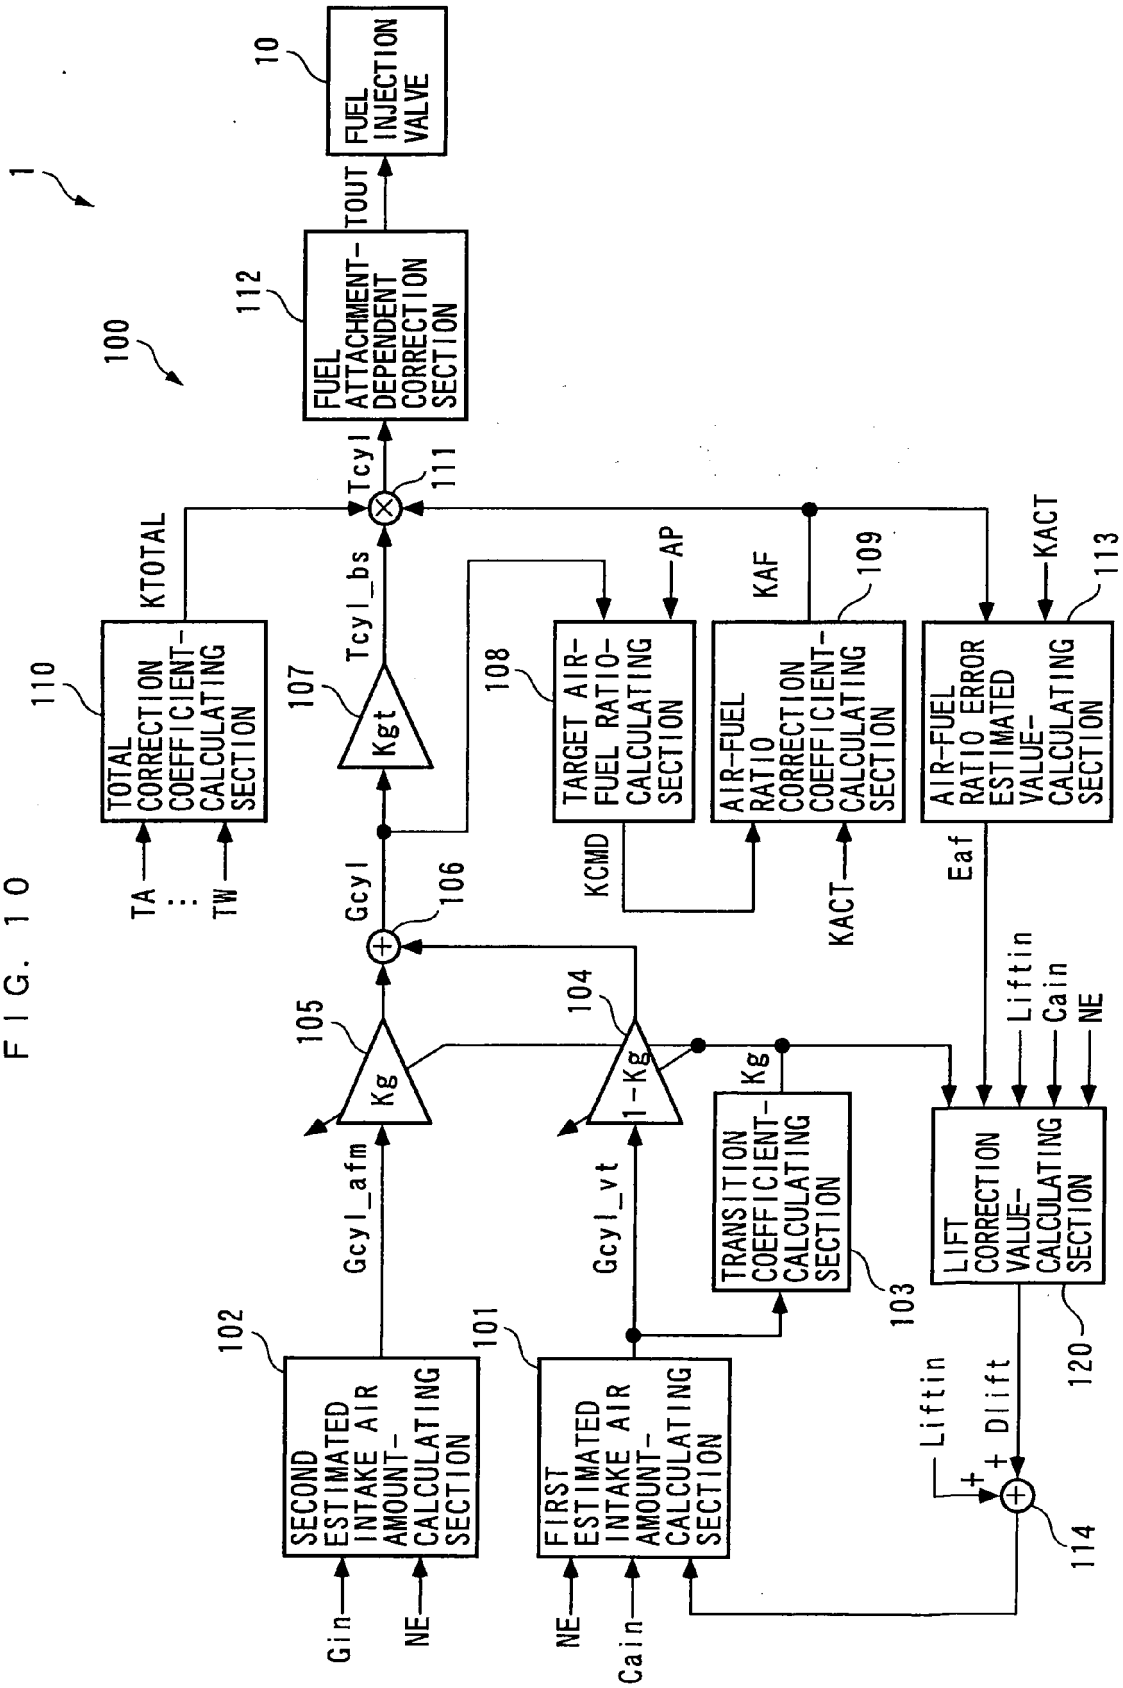 FIG. 10
1
100
Gin
NE
102
SECOND
ESTIMATED
INTAKE AIR
AMOUNT-
CALCULATING
SECTION
Gcyl_afm
105
Kg
106
+
Gcyl
107
Kgt
Tcyl_bs
110
TOTAL
CORRECTION
COEFFICIENT-
CALCULATING
SECTION
TA
:
TW
KTOTAL
×
111
Tcyl
112
FUEL
ATTACHMENT-
DEPENDENT
CORRECTION
SECTION
TOUT
10
FUEL
INJECTION
VALVE
NE
Cain
101
FIRST
ESTIMATED
INTAKE AIR
AMOUNT-
CALCULATING
SECTION
Gcyl_vt
104
1-Kg
103
TRANSITION
COEFFICIENT-
CALCULATING
SECTION
Kg
108
TARGET AIR-
FUEL RATIO-
CALCULATING
SECTION
AP
KCMD
KACT
AIR-FUEL
RATIO
CORRECTION
COEFFICIENT-
CALCULATING
SECTION
109
KAF
AIR-FUEL
RATIO ERROR
ESTIMATED
VALUE-
CALCULATING
SECTION
113
KACT
Eaf
Liftin
Cain
NE
LIFT
CORRECTION
VALUE-
CALCULATING
SECTION
120
Dlift
Liftin
+
+
+
114